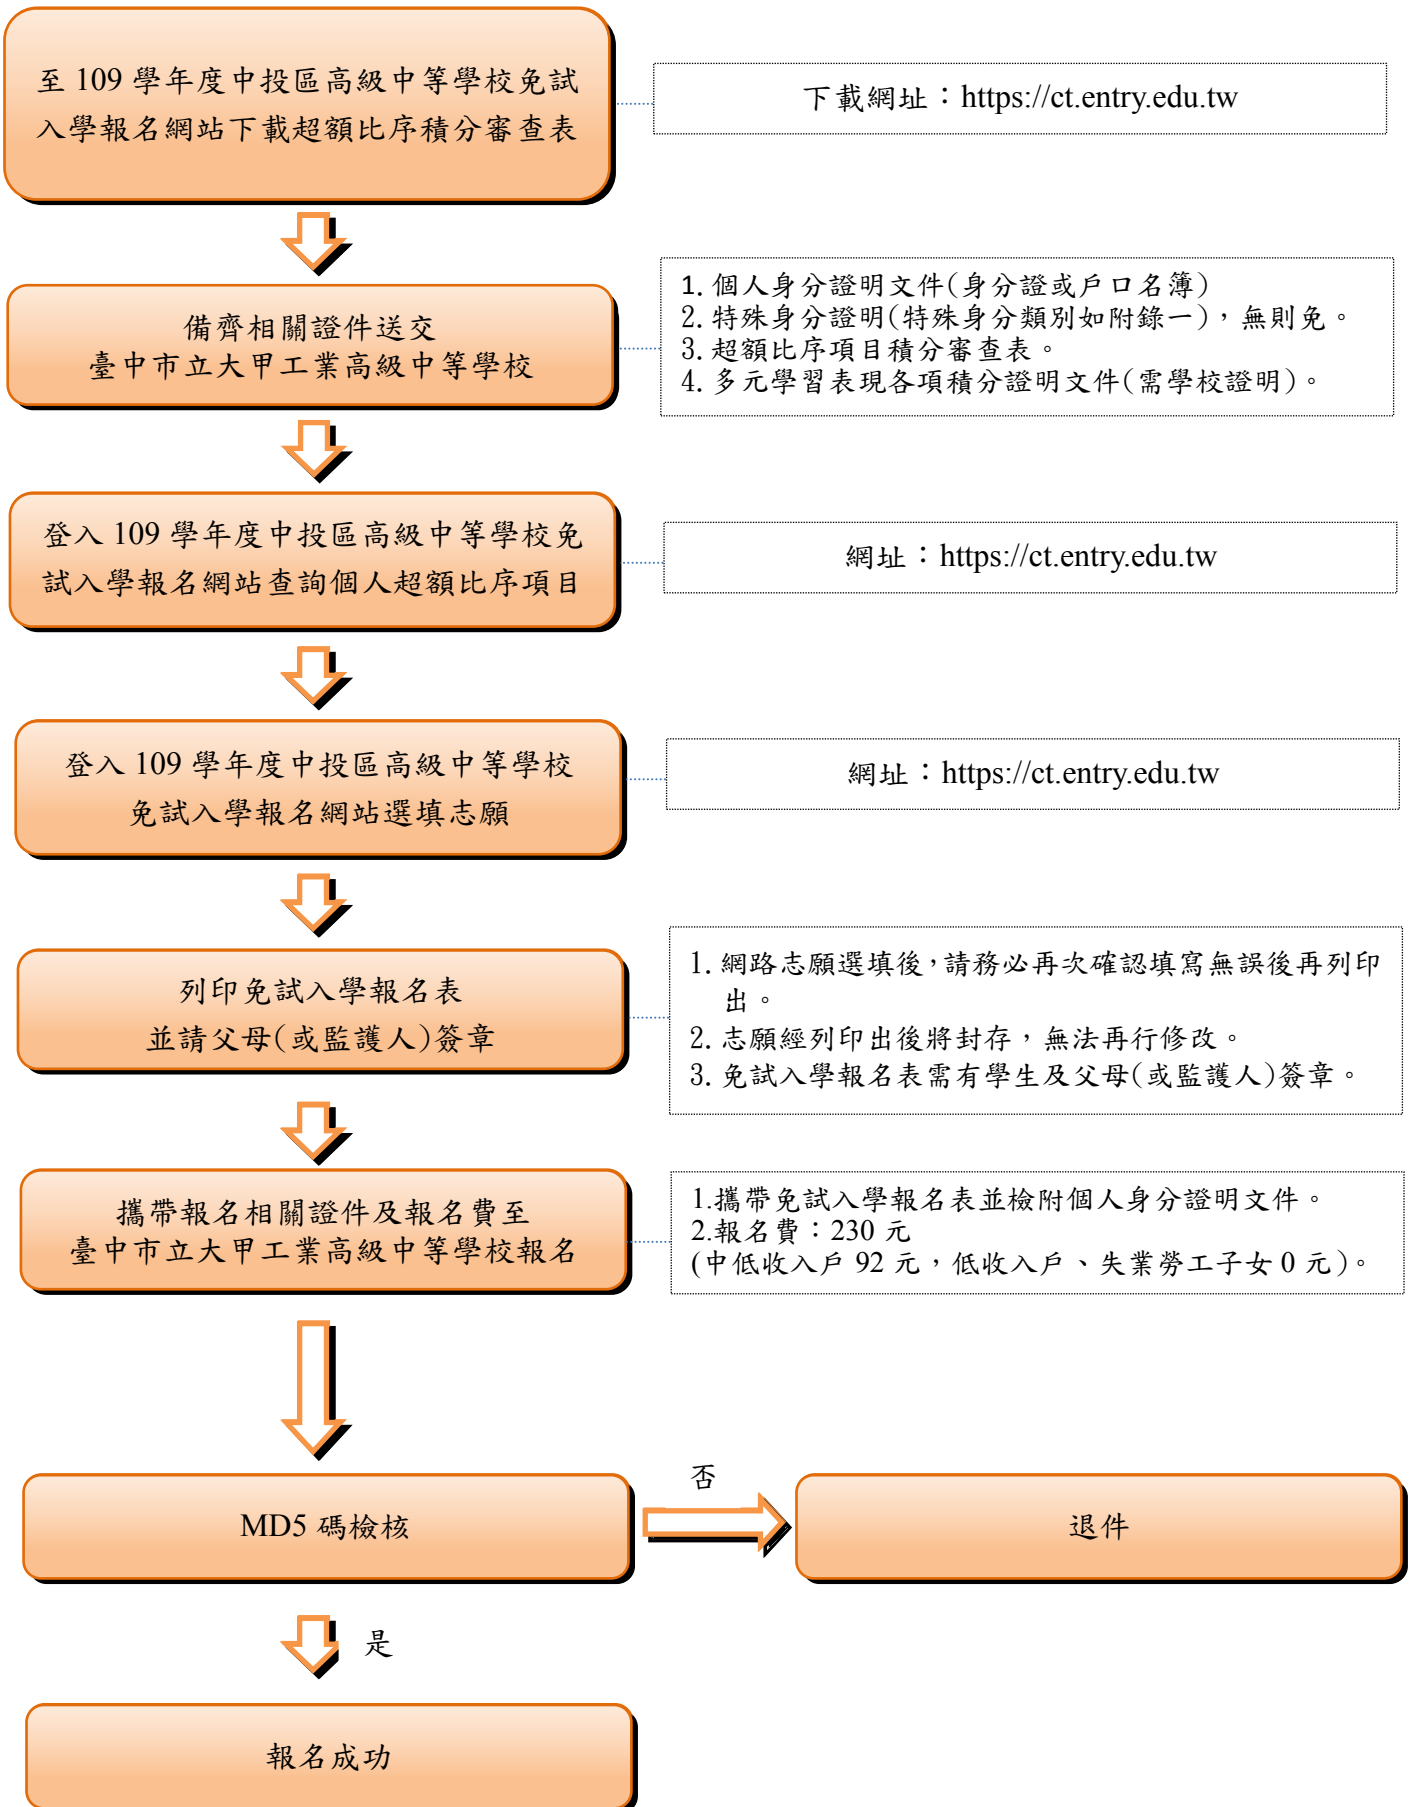 至 109 學年度中投區高級中等學校免試
入學報名網站下載超額比序積分審查表
下載網址：https://ct.entry.edu.tw
備齊相關證件送交
臺中市立大甲工業高級中等學校
1. 個人身分證明文件(身分證或戶口名簿)
2. 特殊身分證明(特殊身分類別如附錄一)，無則免。
3. 超額比序項目積分審查表。
4. 多元學習表現各項積分證明文件(需學校證明)。
登入 109 學年度中投區高級中等學校免
試入學報名網站查詢個人超額比序項目
網址：https://ct.entry.edu.tw
登入 109 學年度中投區高級中等學校
免試入學報名網站選填志願
網址：https://ct.entry.edu.tw
列印免試入學報名表
並請父母(或監護人)簽章
1. 網路志願選填後，請務必再次確認填寫無誤後再列印
出。
2. 志願經列印出後將封存，無法再行修改。
3. 免試入學報名表需有學生及父母(或監護人)簽章。
攜帶報名相關證件及報名費至
臺中市立大甲工業高級中等學校報名
1.攜帶免試入學報名表並檢附個人身分證明文件。
2.報名費：230 元
(中低收入戶 92 元，低收入戶、失業勞工子女 0 元)。
MD5 碼檢核
否
退件
是
報名成功